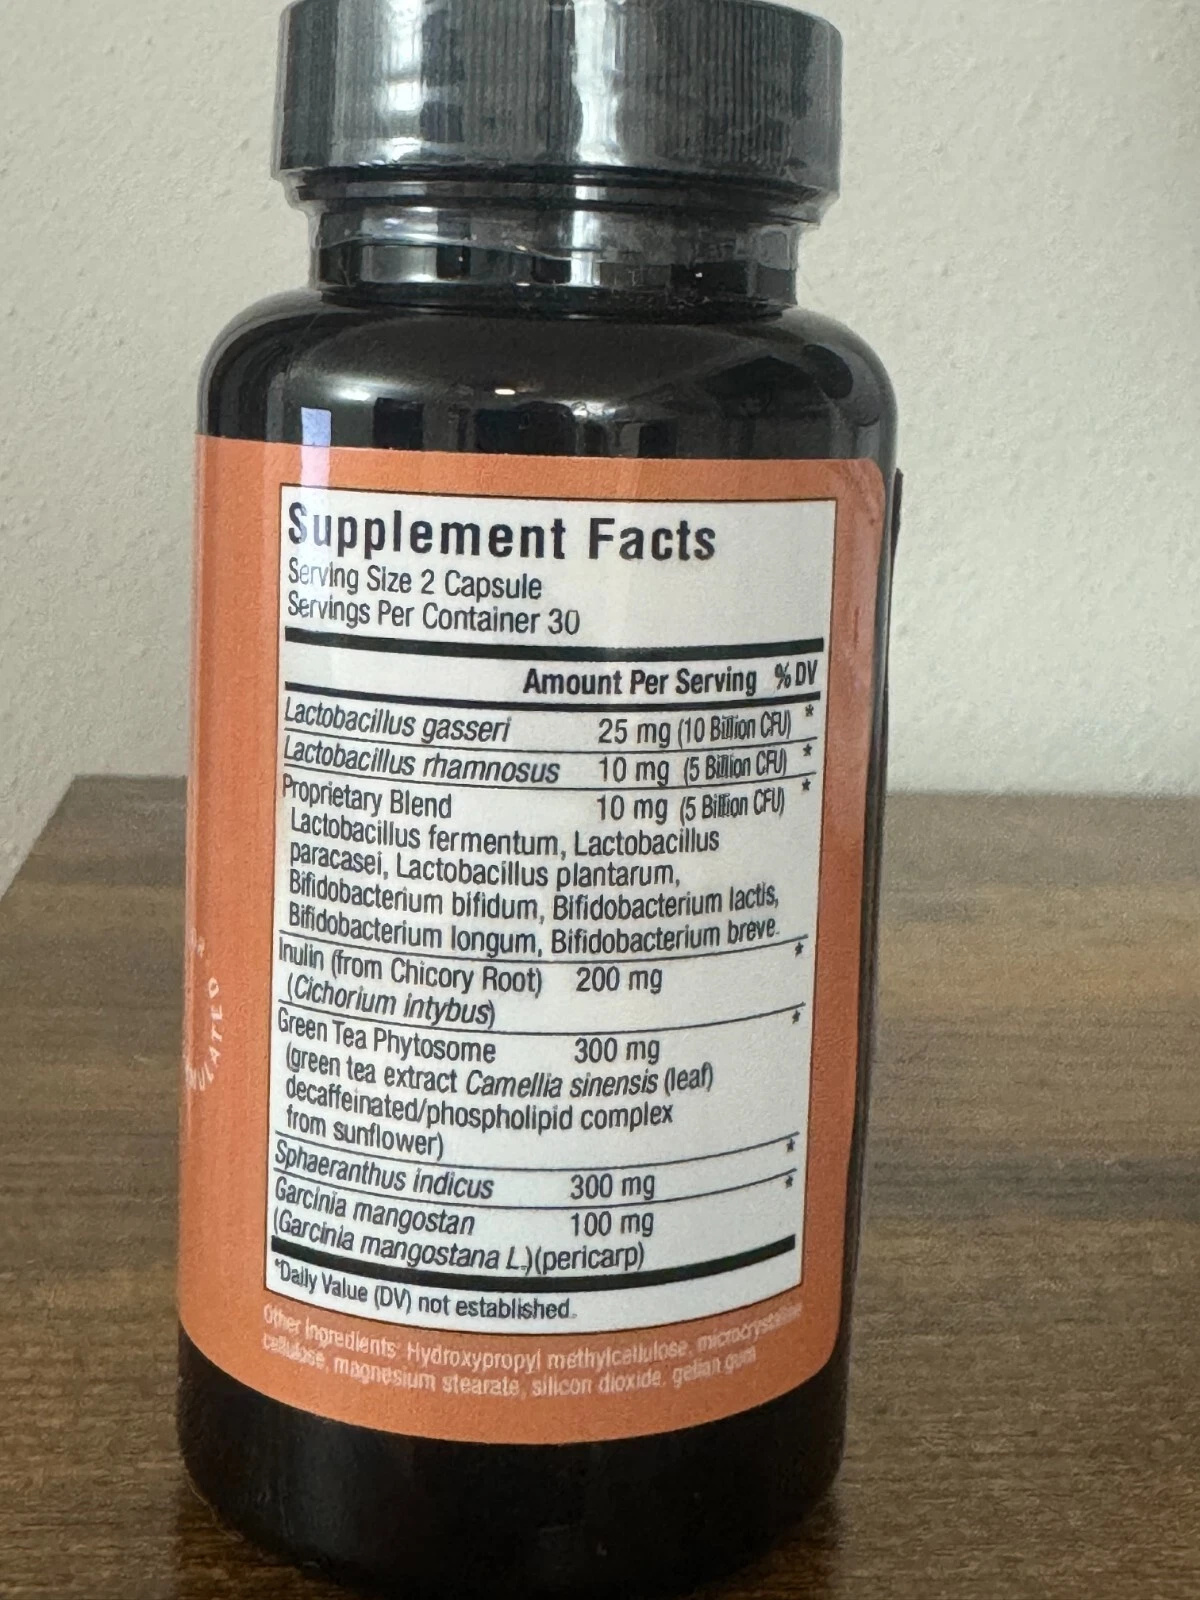 Supplement Facts
Serving Size 2 Capsule
Servings Per Container 30
Amount Per Serving %DV
Lactobacillus gasseri 25 mg (10 Billion CFU) *
Lactobacillus rhamnosus 10 mg (5 Billion CFU) *
Proprietary Blend 10 mg (5 Billion CFU) *
Lactobacillus fermentum, Lactobacillus
paracasei, Lactobacillus plantarum,
Bifidobacterium bifidum, Bifidobacterium lactis,
Bifidobacterium longum, Bifidobacterium breve.
Inulin (from Chicory Root) 200 mg *
(Cichorium intybus)
Green Tea Phytosome 300 mg *
(green tea extract Camellia sinensis (leaf)
decaffeinated/phospholipid complex
from sunflower)
Sphaeranthus indicus 300 mg *
Garcinia mangostan 100 mg *
(Garcinia mangostana L.)(pericarp)
*Daily Value (DV) not established.
Other Ingredients: Hydroxypropyl methylcellulose, microcrystalline
cellulose, magnesium stearate, silicon dioxide, gellan gum